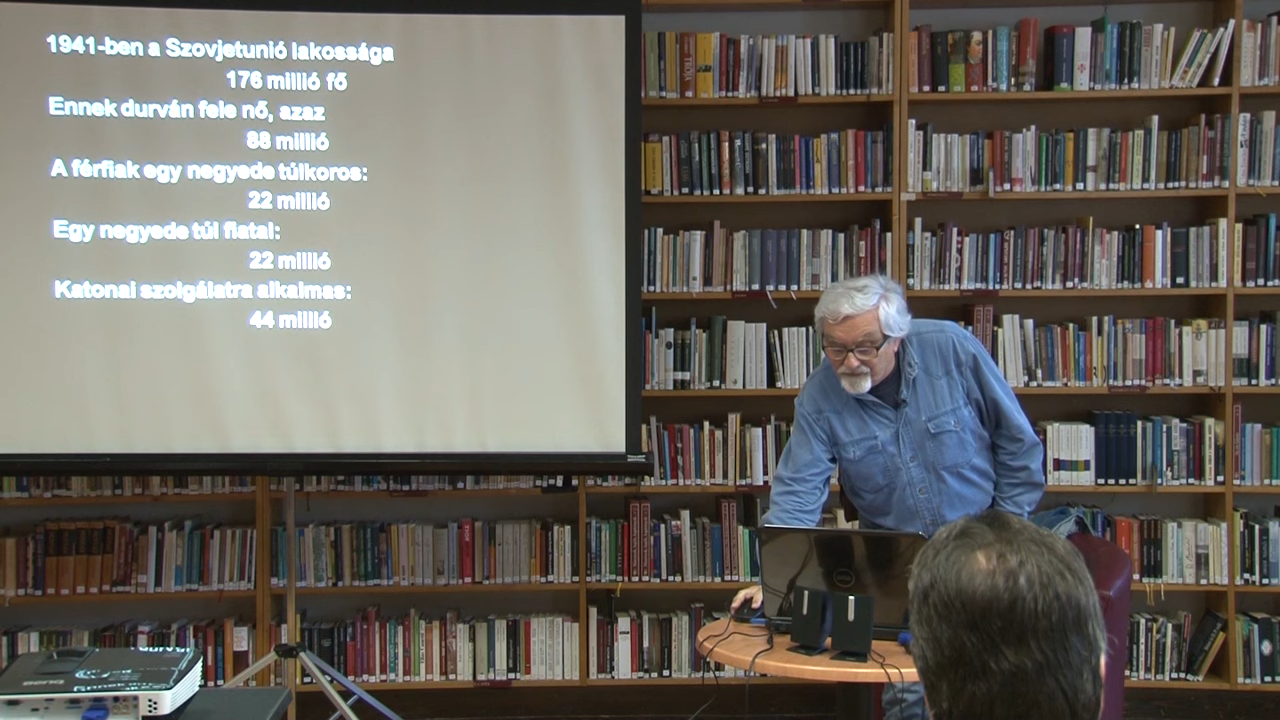 1941-ben a Szovjetunió lakossága
176 millió fő
Ennek durván fele nő, azaz
88 millió
A férfiak egy negyede túlkoros:
22 millió
Egy negyede túl fiatal:
22 millió
Katonai szolgálatra alkalmas:
44 millió
DELL